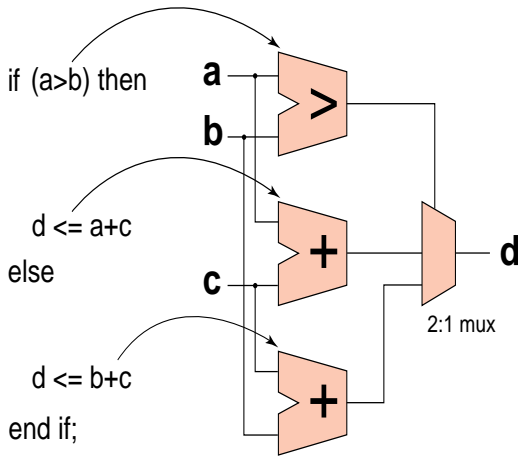 if (a>b) then
a
>
b
d <= a+c
+
d
else
c
2:1 mux
d <= b+c
+
end if;